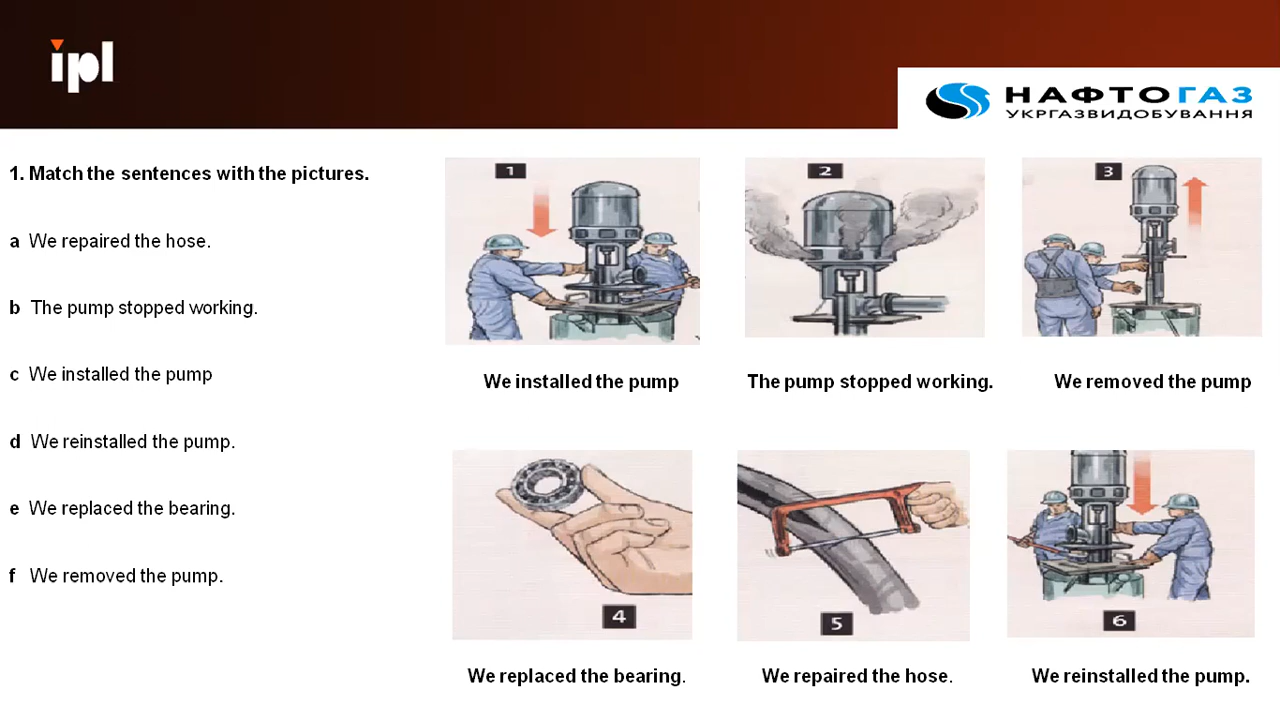 ipl
НАФТОГАЗ
УКРГАЗВИДОБУВАННЯ
1. Match the sentences with the pictures.
a We repaired the hose.
b The pump stopped working.
c We installed the pump
d We reinstalled the pump.
e We replaced the bearing.
f We removed the pump.
1
2
3
We installed the pump
The pump stopped working.
We removed the pump
4
5
6
We replaced the bearing.
We repaired the hose.
We reinstalled the pump.